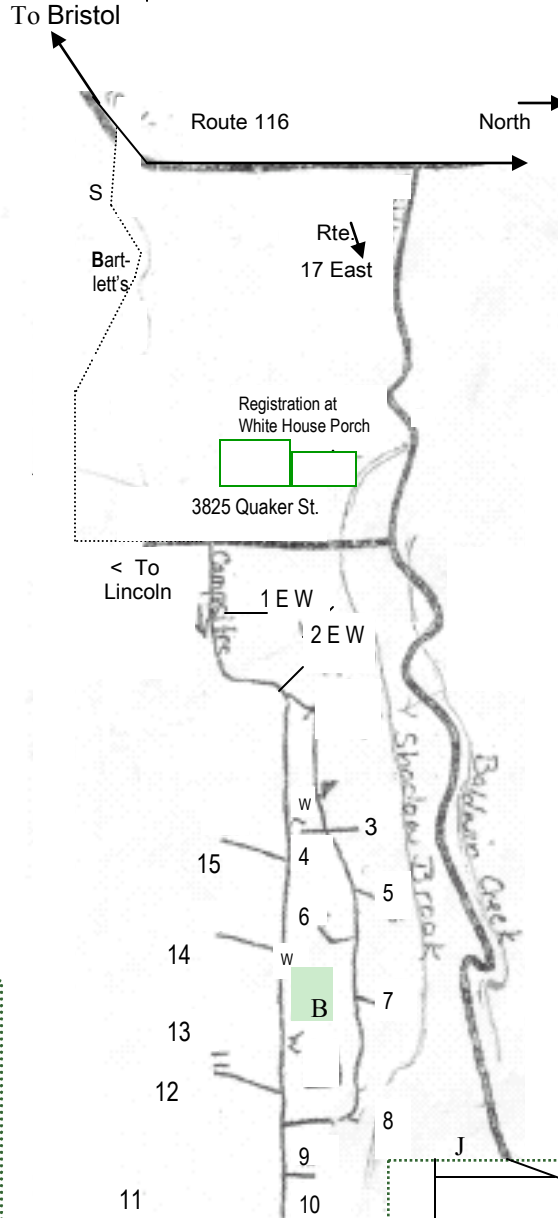 To Bristol
Route 116
North
S
Rte.
17 East
Bart-
lett's
Registration at
White House Porch
3825 Quaker St.
< To
Lincoln
Campsites
1 E W
2 E W
Baldwin Creek
Brook
w
3
4
15
5
6
14
w
B
7
13
w
12
8
9
J
11
10